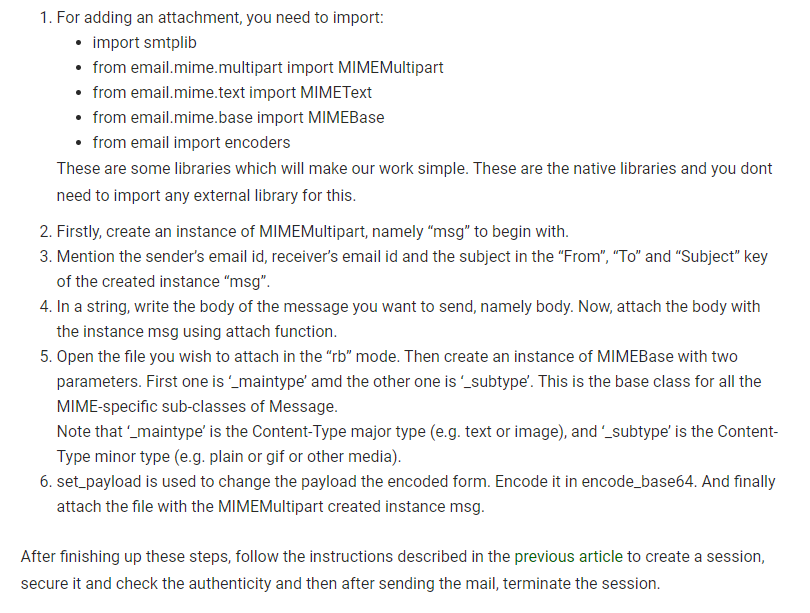 1. For adding an attachment, you need to import:
• import smtplib
• from email.mime.multipart import MIMEMultipart
• from email.mime.text import MIMEText
• from email.mime.base import MIMEBase
• from email import encoders
These are some libraries which will make our work simple. These are the native libraries and you dont
need to import any external library for this.
2. Firstly, create an instance of MIMEMultipart, namely “msg” to begin with.
3. Mention the sender’s email id, receiver’s email id and the subject in the “From”, “To” and “Subject” key
of the created instance “msg”.
4. In a string, write the body of the message you want to send, namely body. Now, attach the body with
the instance msg using attach function.
5. Open the file you wish to attach in the “rb” mode. Then create an instance of MIMEBase with two
parameters. First one is ‘_maintype’ amd the other one is ‘_subtype’. This is the base class for all the
MIME-specific sub-classes of Message.
Note that ‘_maintype’ is the Content-Type major type (e.g. text or image), and ‘_subtype’ is the Content-
Type minor type (e.g. plain or gif or other media).
6. set_payload is used to change the payload the encoded form. Encode it in encode_base64. And finally
attach the file with the MIMEMultipart created instance msg.
After finishing up these steps, follow the instructions described in the previous article to create a session,
secure it and check the authenticity and then after sending the mail, terminate the session.